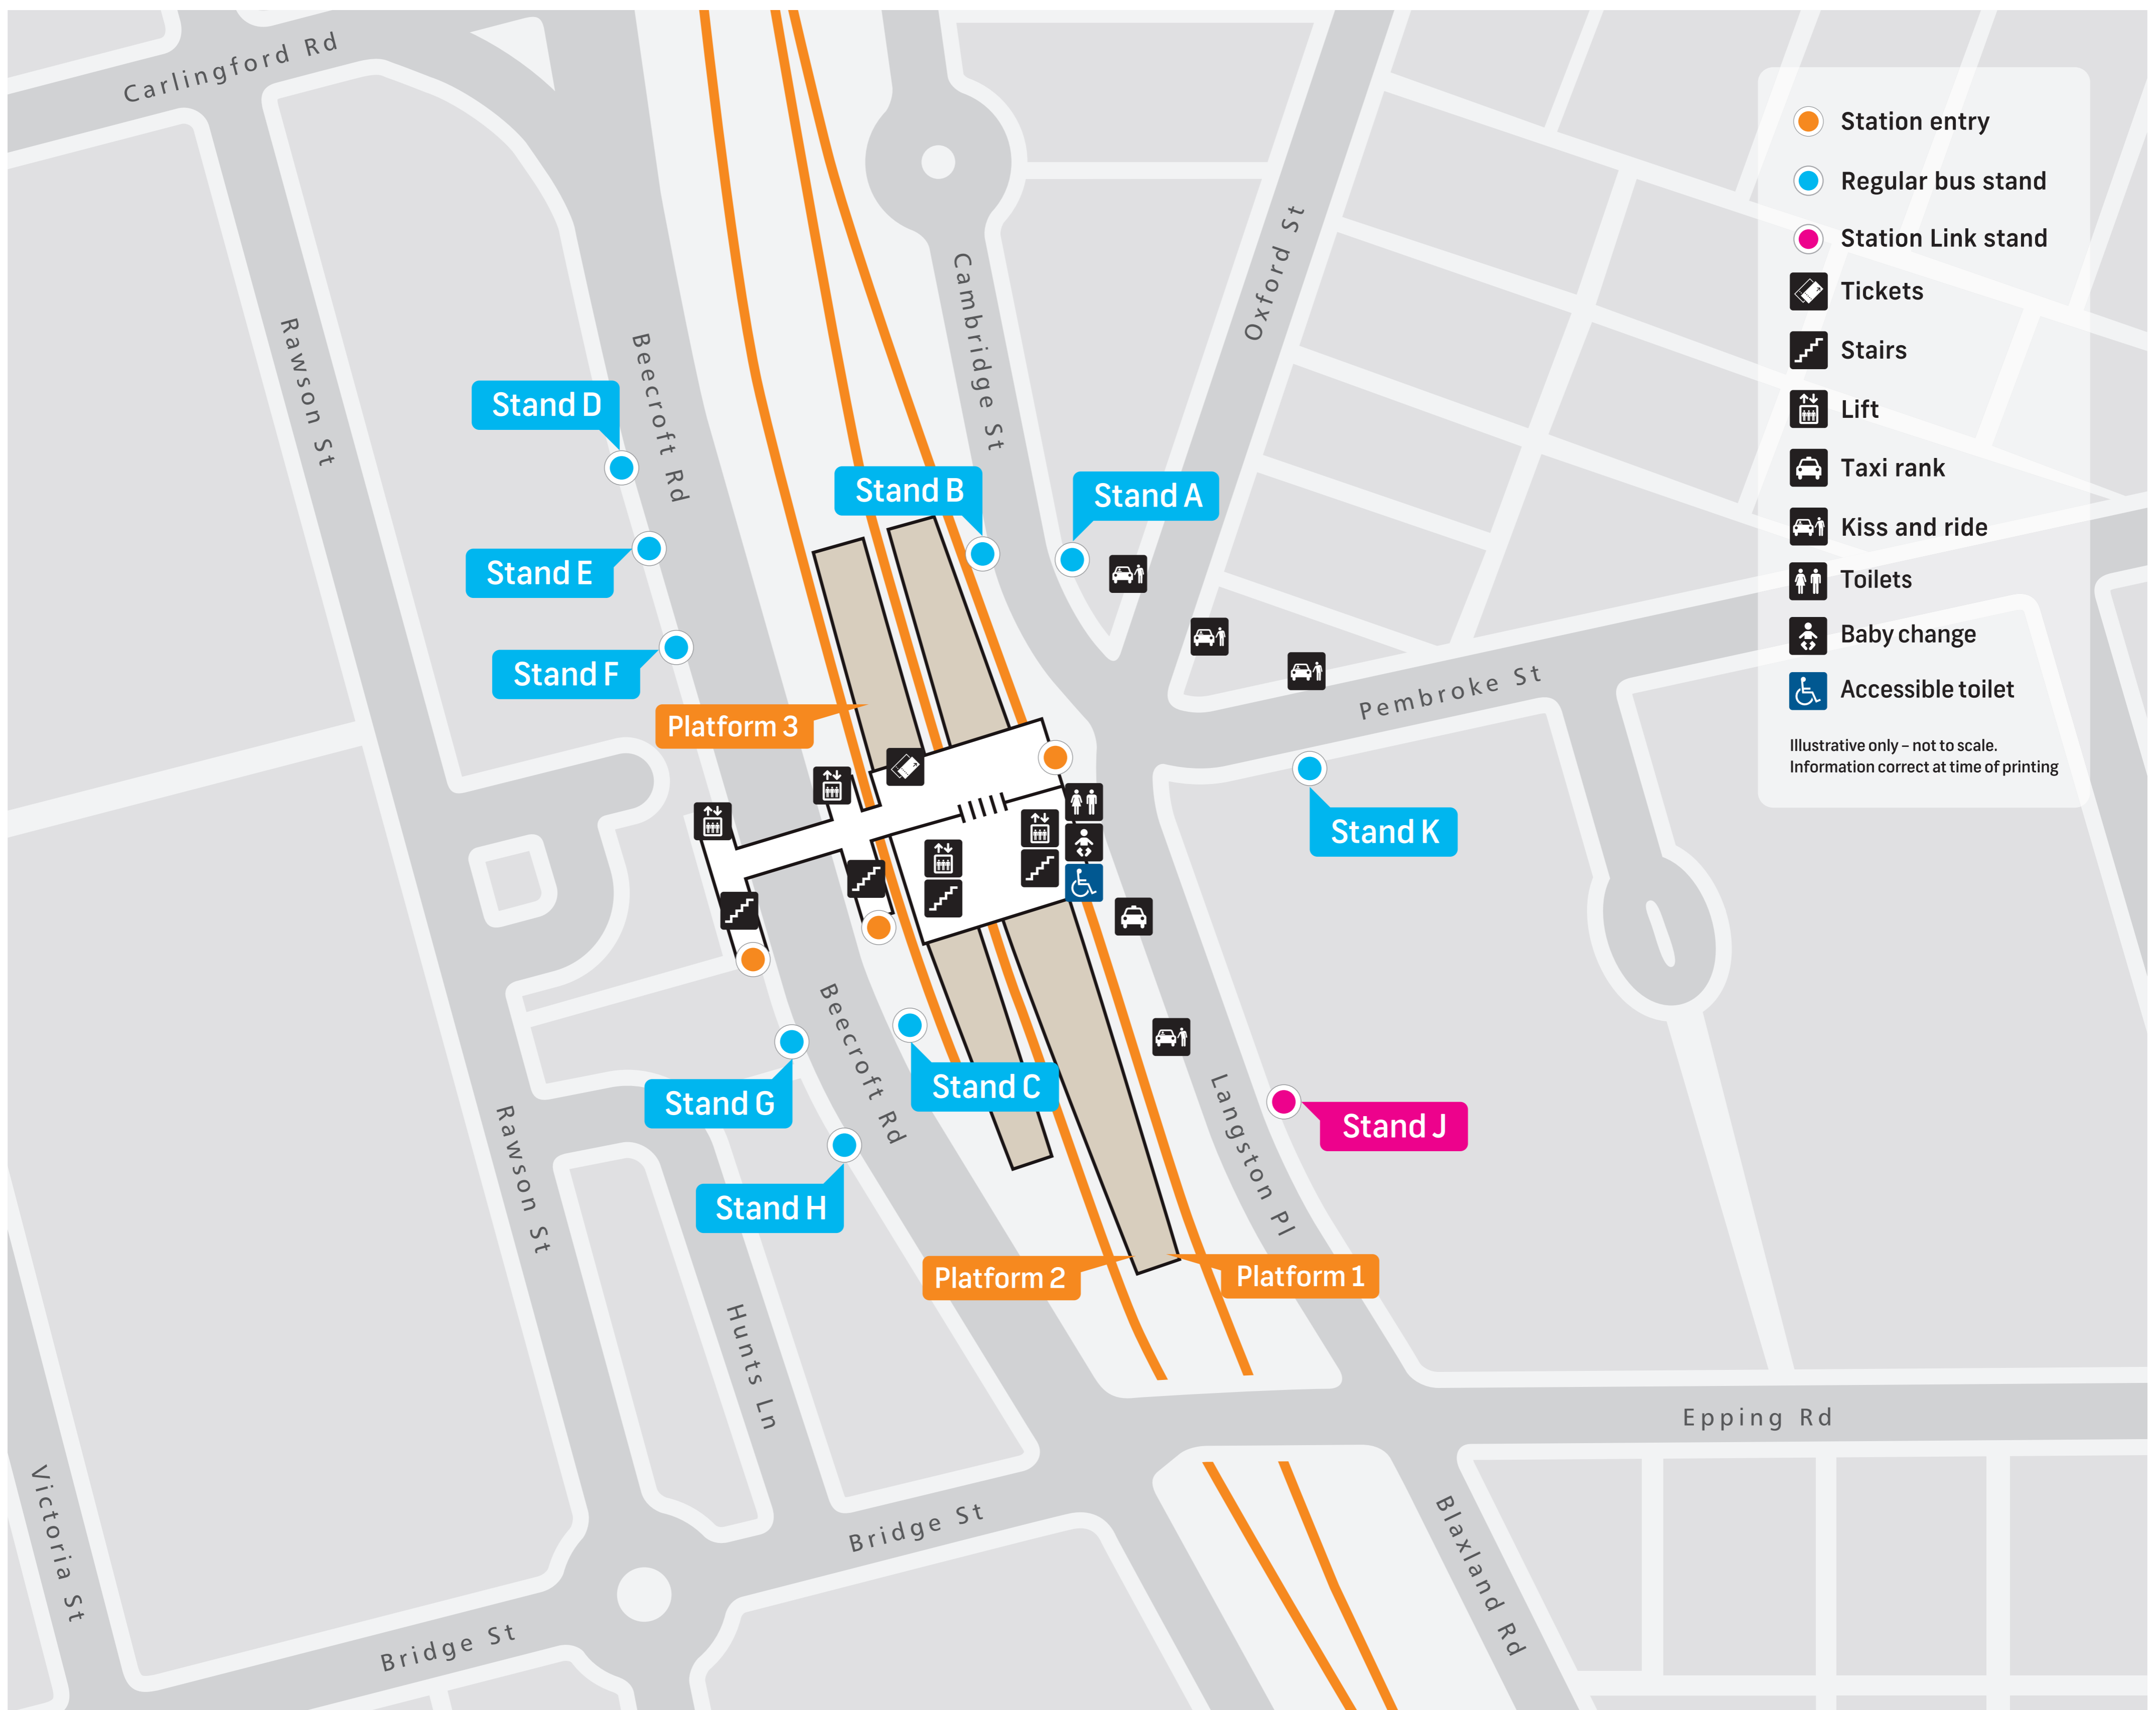 Carlingford Rd
Station entry
Regular bus stand
Station Link stand
Tickets
Stairs
Lift
Taxi rank
Kiss and ride
Toilets
Baby change
Accessible toilet
Illustrative only – not to scale.
Information correct at time of printing
Oxford St
Cambridge St
Rawson St
Beecroft Rd
Stand D
Stand B
Stand A
Stand E
Stand F
Pembroke St
Platform 3
Stand K
Beecroft Rd
Stand C
Stand G
Stand J
Langston Pl
Rawson St
Stand H
Platform 2
Platform 1
Hunts Ln
Epping Rd
Victoria St
Bridge St
Blaxland Rd
Bridge St